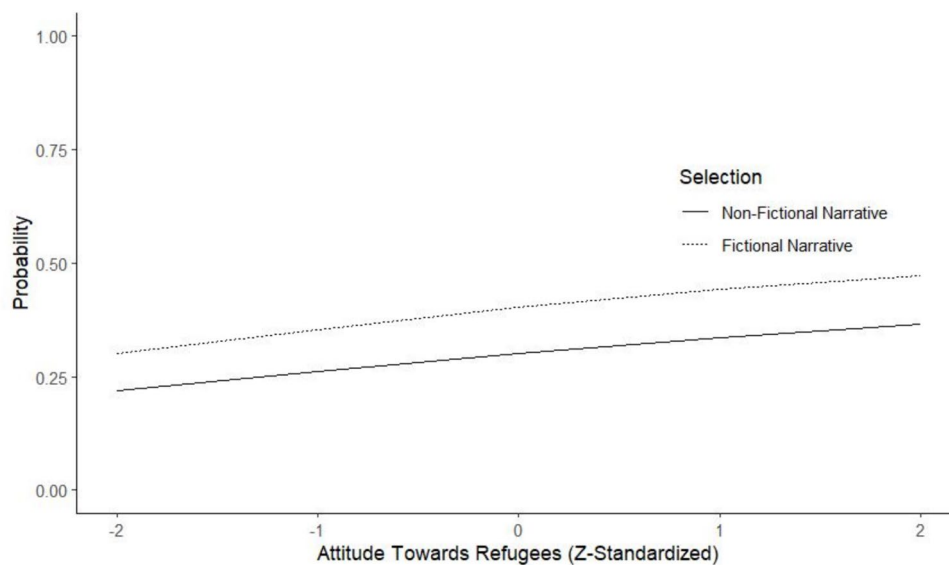 1.00
0.75
0.50
0.25
0.00
Probability
Selection
Non-Fictional Narrative
Fictional Narrative
-2
-1
0
1
2
Attitude Towards Refugees (Z-Standardized)